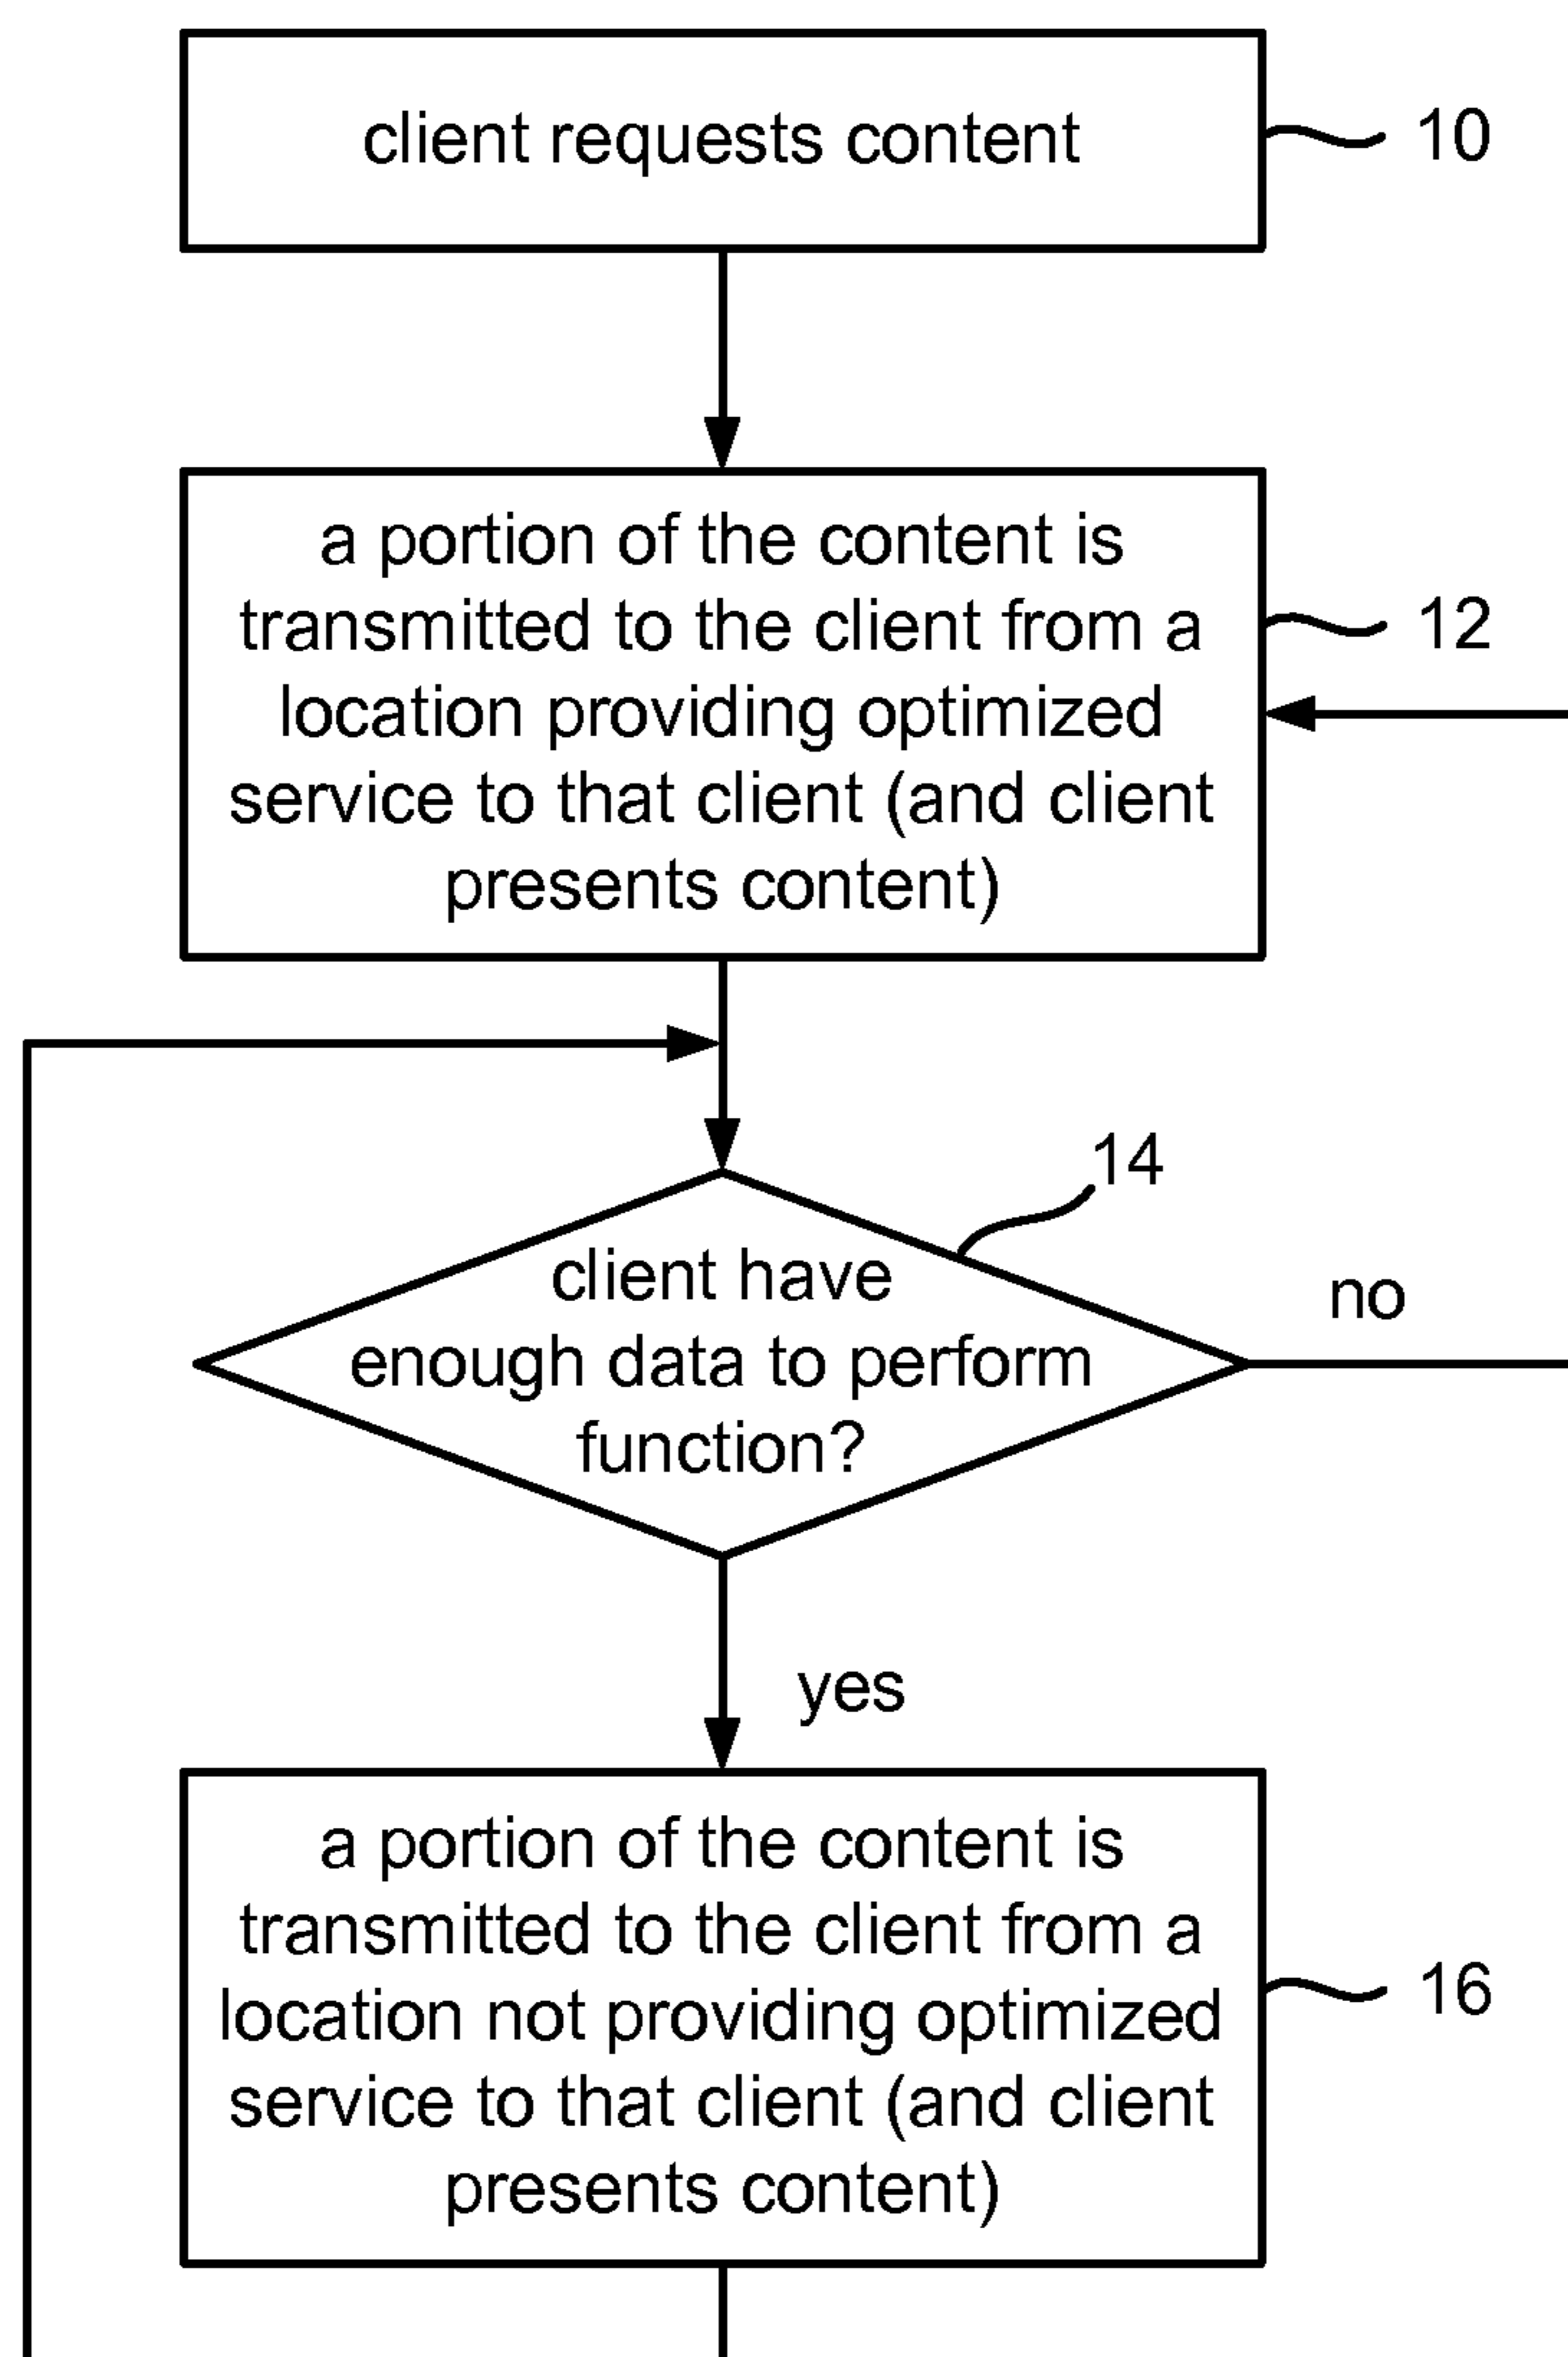 client requests content
10
a portion of the content is
transmitted to the client from a
location providing optimized
service to that client (and client
presents content)
12
14
client have
enough data to perform
function?
no
yes
a portion of the content is
transmitted to the client from a
location not providing optimized
service to that client (and client
presents content)
16